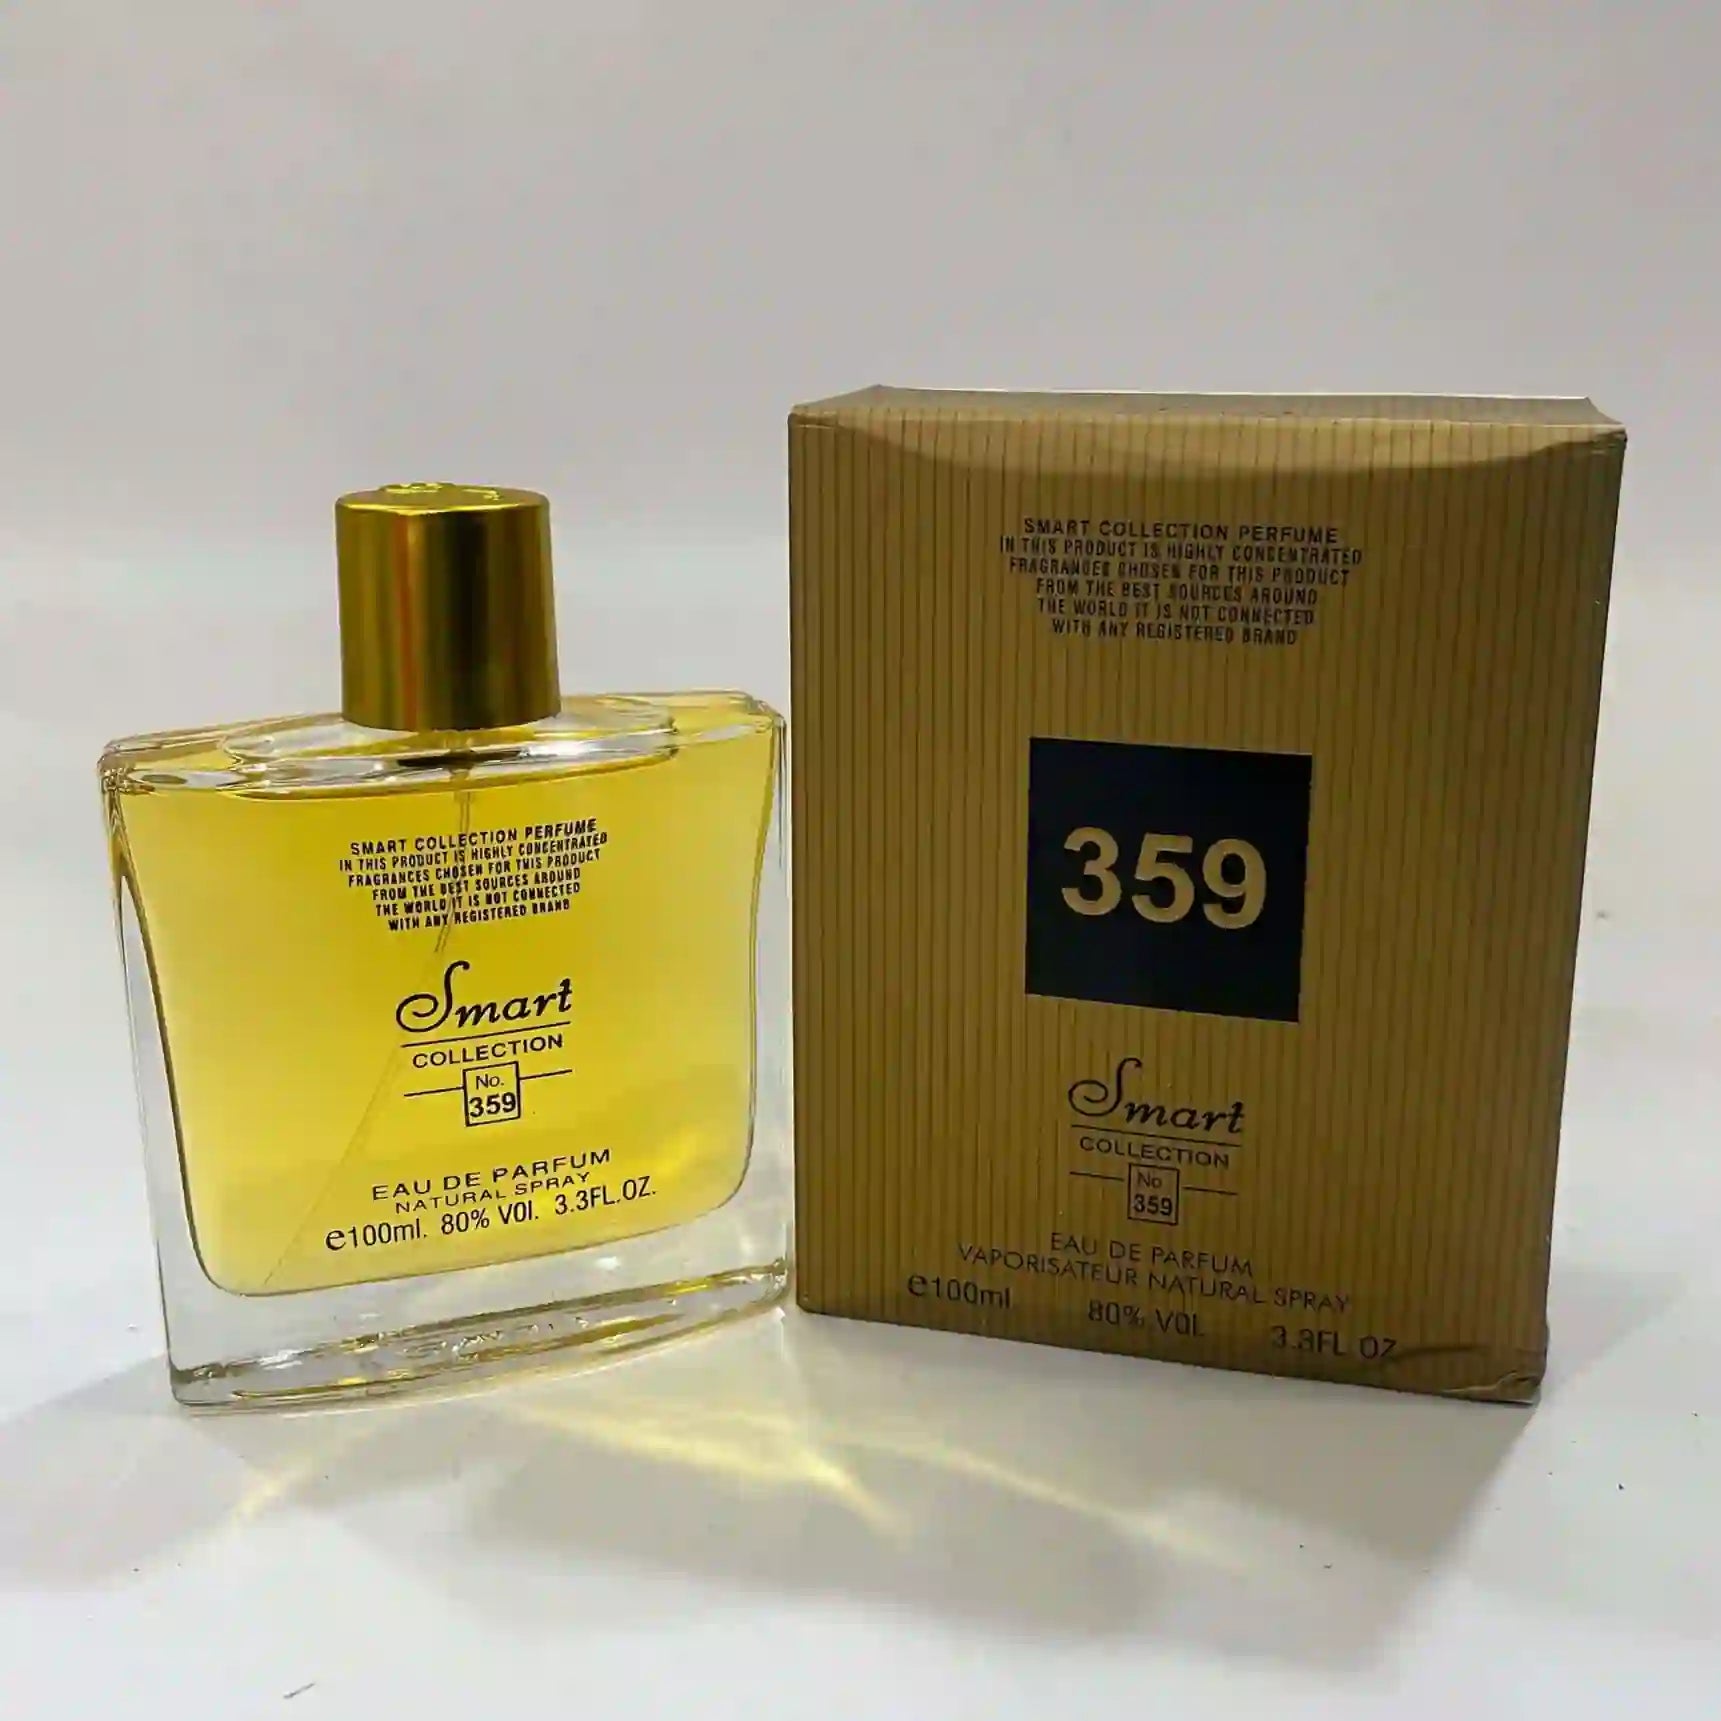 SMART COLLECTION PERFUME
IN THIS PRODUCT IS HIGHLY CONCENTRATED
FRAGRANCES CHOSEN FOR THIS PRODUCT
FROM THE BEST SOURCES AROUND
THE WORLD IT IS NOT CONNECTED
WITH ANY REGISTERED BRAND
Smart
COLLECTION
No.
359
EAU DE PARFUM
NATURAL SPRAY
e100ml. 80% VOl. 3.3FL.OZ.
SMART COLLECTION PERFUME
IN THIS PRODUCT IS HIGHLY CONCENTRATED
FRAGRANCES CHOSEN FOR THIS PRODUCT
FROM THE BEST SOURCES AROUND
THE WORLD IT IS NOT CONNECTED
WITH ANY REGISTERED BRAND
359
Smart
COLLECTION
No
359
EAU DE PARFUM
VAPORISATEUR NATURAL SPRAY
e100ml 80% VOL 3.3FL OZ